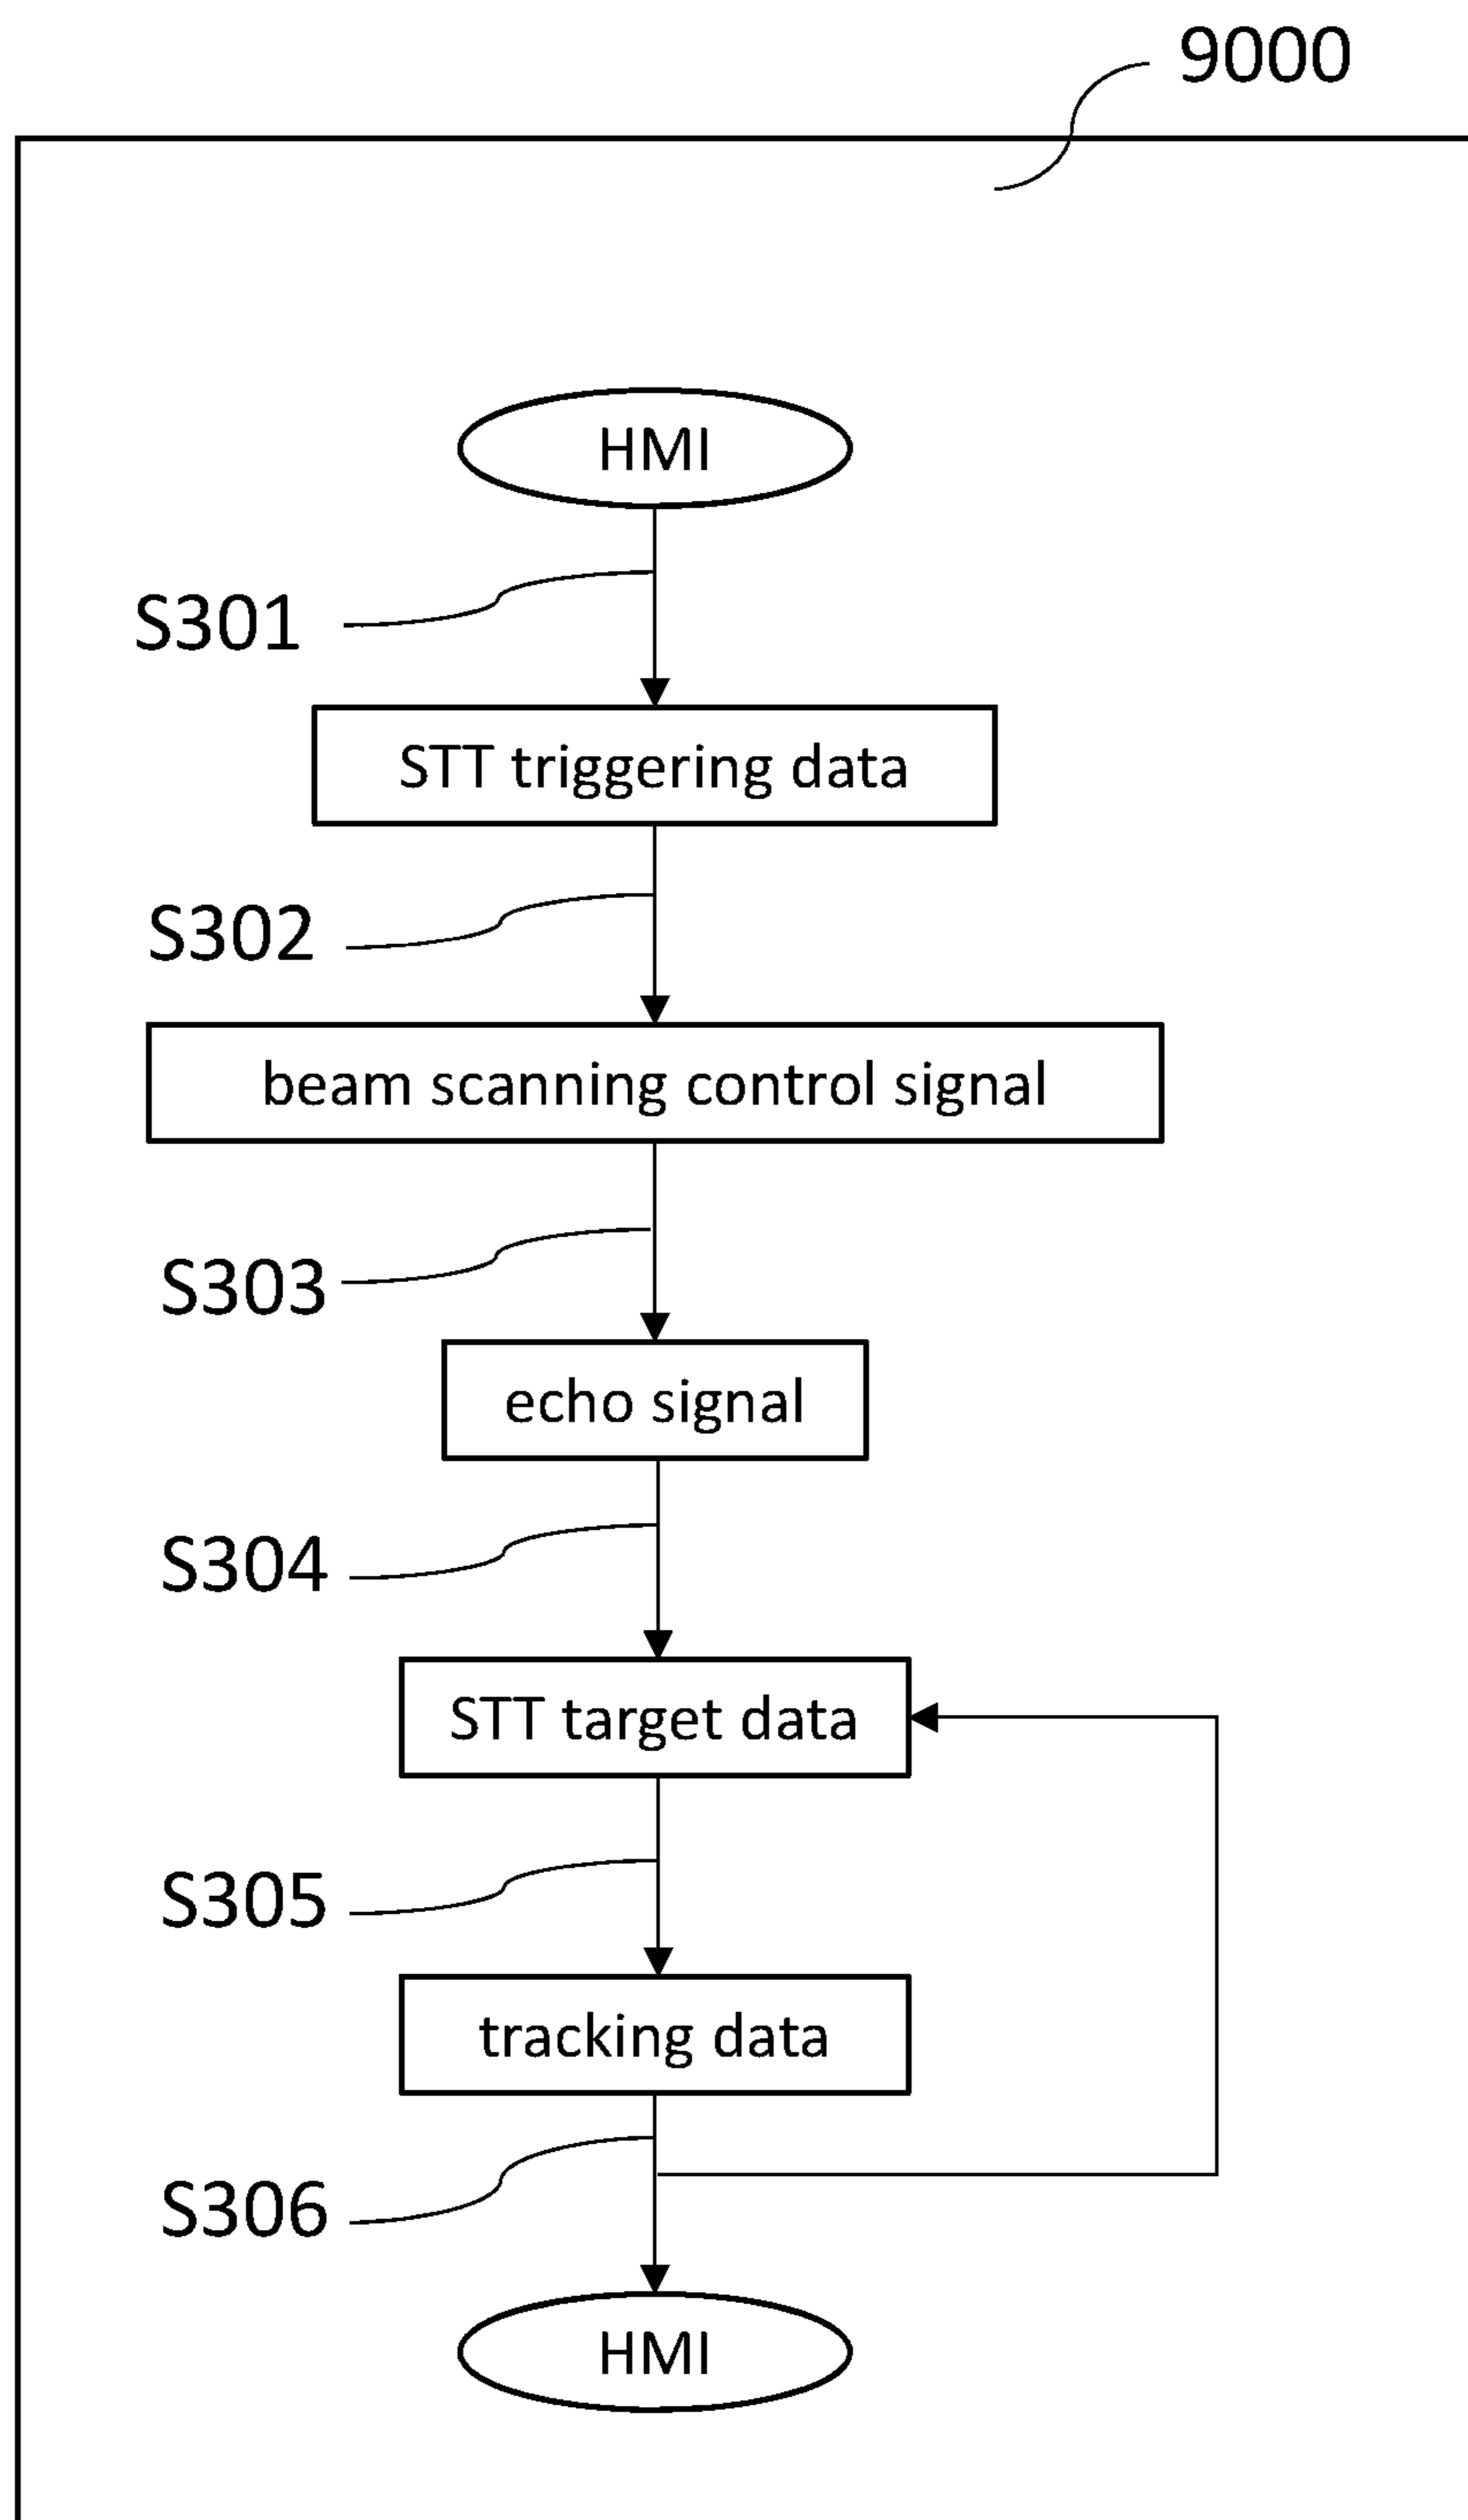 9000
HMI
S301
STT triggering data
S302
beam scanning control signal
S303
echo signal
S304
STT target data
S305
tracking data
S306
HMI